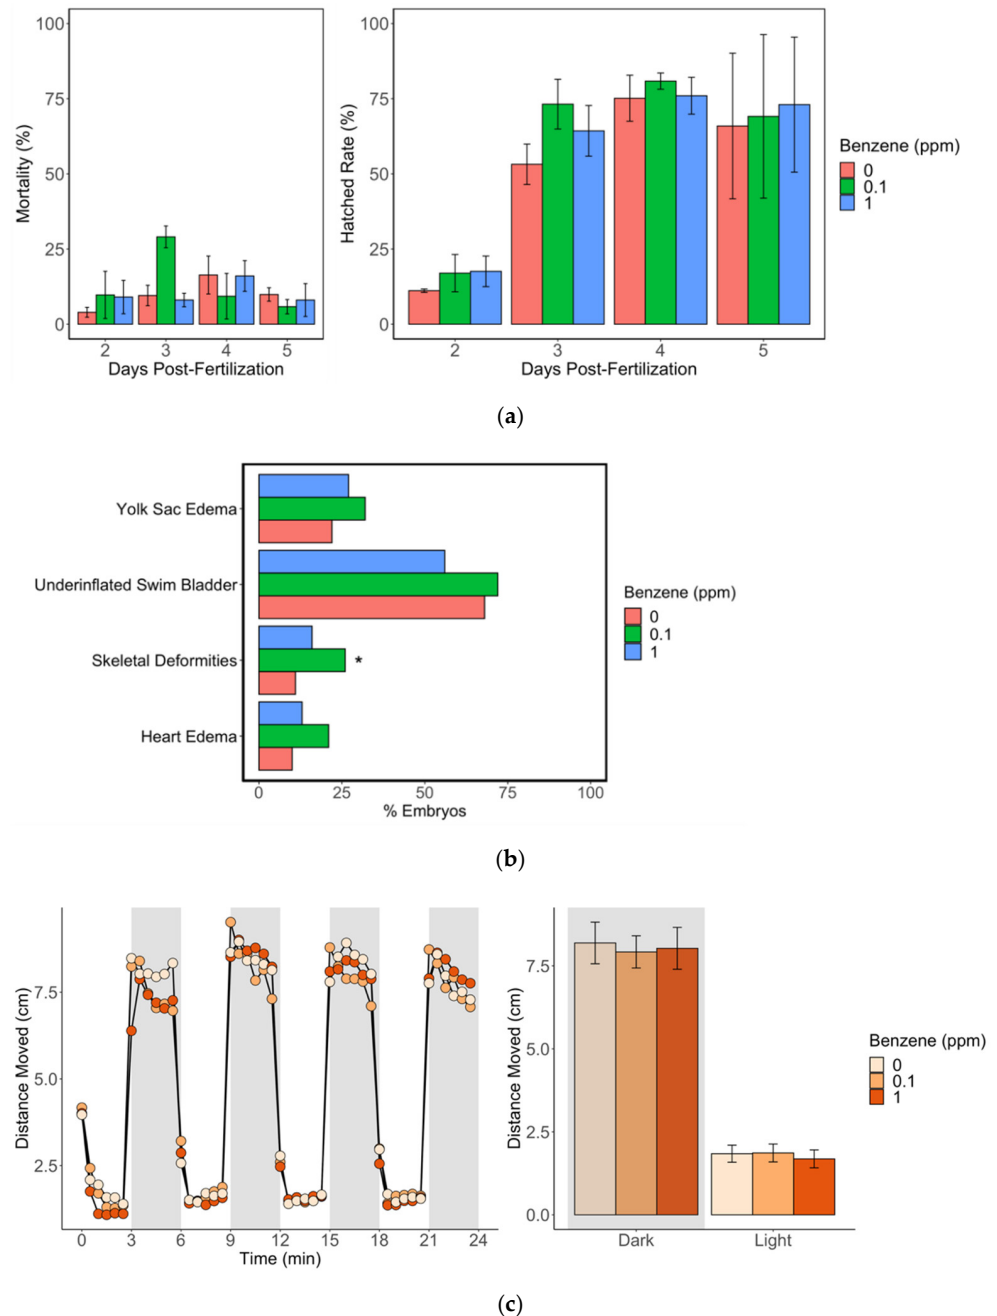 Mortality (%)
100
75
50
25
0
2 3 4 5
Days Post-Fertilization
Hatched Rate (%)
100
75
50
25
0
2 3 4 5
Days Post-Fertilization
Benzene (ppm)
0
0.1
1
(a)
Yolk Sac Edema
Underinflated Swim Bladder
Skeletal Deformities
*
Heart Edema
0 25 50 75 100
% Embryos
Benzene (ppm)
0
0.1
1
(b)
Distance Moved (cm)
7.5
5.0
2.5
0 3 6 9 12 15 18 21 24
Time (min)
Distance Moved (cm)
7.5
5.0
2.5
0.0
Dark Light
Benzene (ppm)
0
0.1
1
(c)